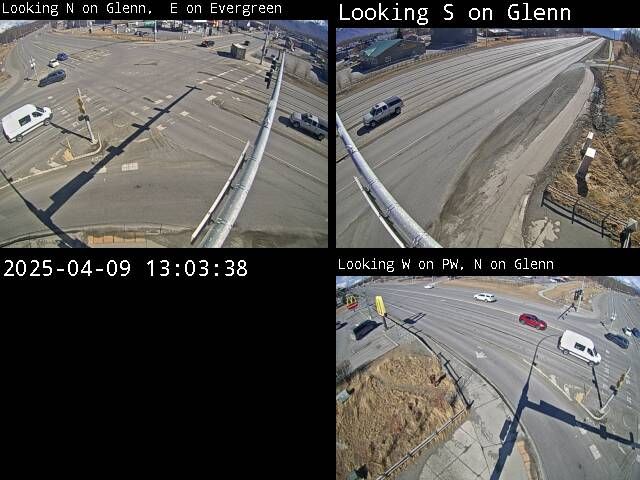 Looking N on Glenn,  E on Evergreen
Looking S on Glenn
2025-04-09 13:03:38
Looking W on PW, N on Glenn